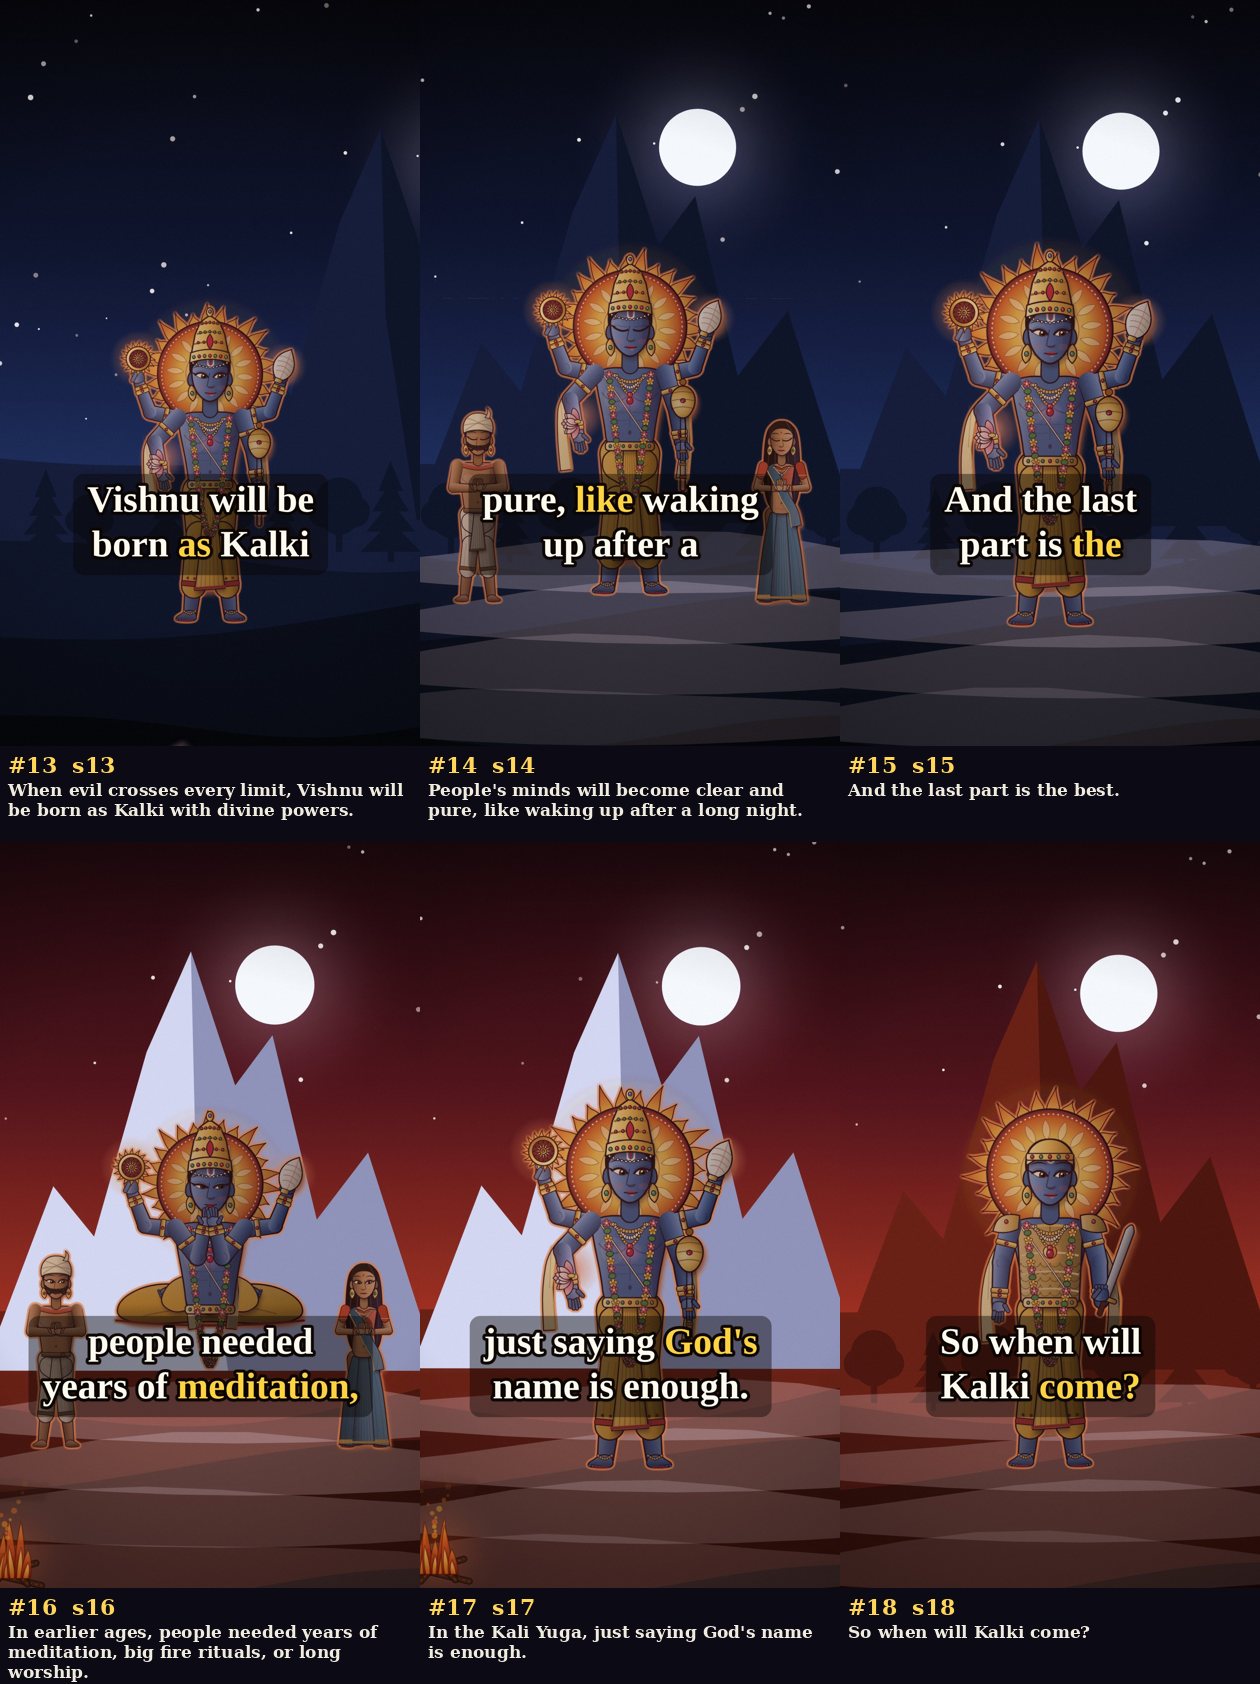 Vishnu will be
born as Kalki
pure, like waking
up after a
And the last
part is the
#13 s13
When evil crosses every limit, Vishnu will
be born as Kalki with divine powers.
#14 s14
People's minds will become clear and
pure, like waking up after a long night.
#15 s15
And the last part is the best.
people needed
years of meditation,
just saying God's
name is enough.
So when will
Kalki come?
#16 s16
In earlier ages, people needed years of
meditation, big fire rituals, or long
worship.
#17 s17
In the Kali Yuga, just saying God's name
is enough.
#18 s18
So when will Kalki come?